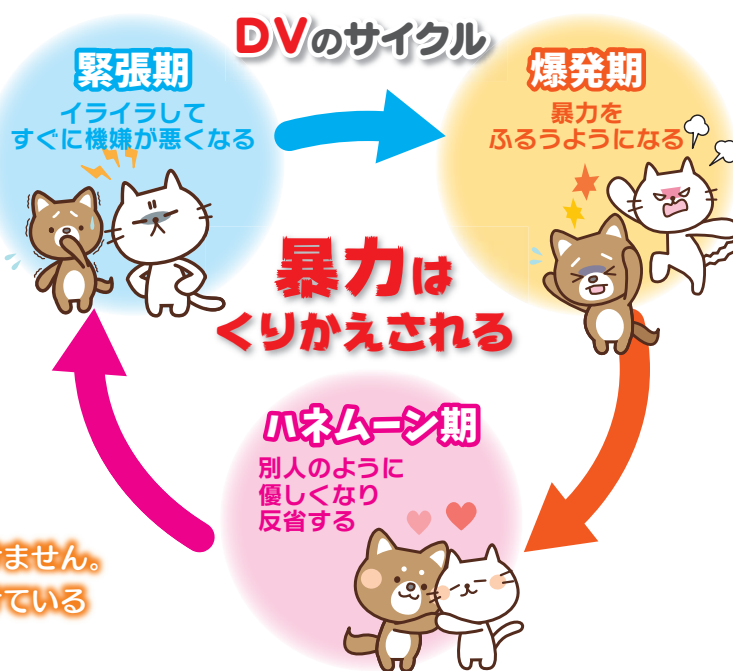 DVのサイクル
緊張期
イライラして
すぐに機嫌が悪くなる
爆発期
暴力を
ふるうようになる
暴力は
くりかえされる
ハネムーン期
別人のように
優しくなり
反省する
ません。
ている